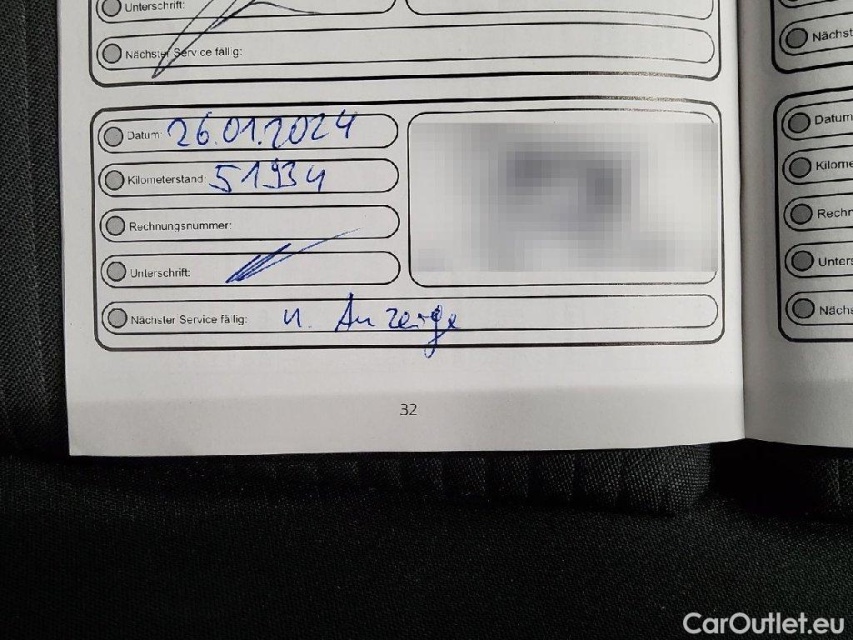 Unterschrift:
Nächster Service fällig:
Datum: 26.01.2024
Kilometerstand: 51934
Rechnungsnummer:
Unterschrift:
Nächster Service fällig: n. Anzeige
32
Nächst
Datum
Kilome
Rechn
Unters
Nächs
CarOutlet.eu